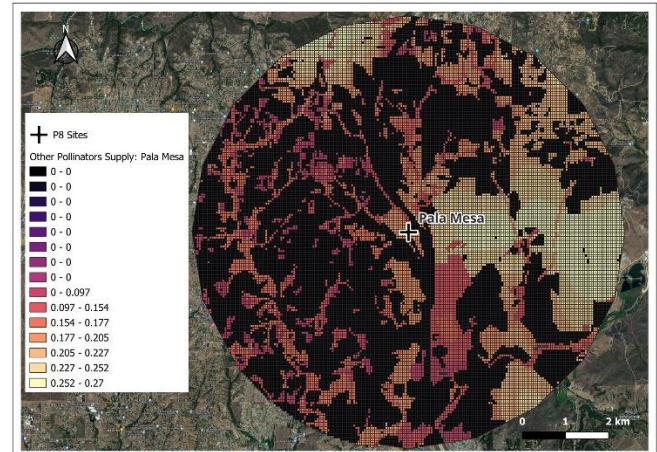 N
P8 Sites
Other Pollinators Supply: Pala Mesa
0 - 0
0 - 0
0 - 0
0 - 0
0 - 0
0 - 0
0 - 0
0 - 0
0 - 0.097
0.097 - 0.154
0.154 - 0.177
0.177 - 0.205
0.205 - 0.227
0.227 - 0.252
0.252 - 0.27
Pala Mesa
0 1 2 km